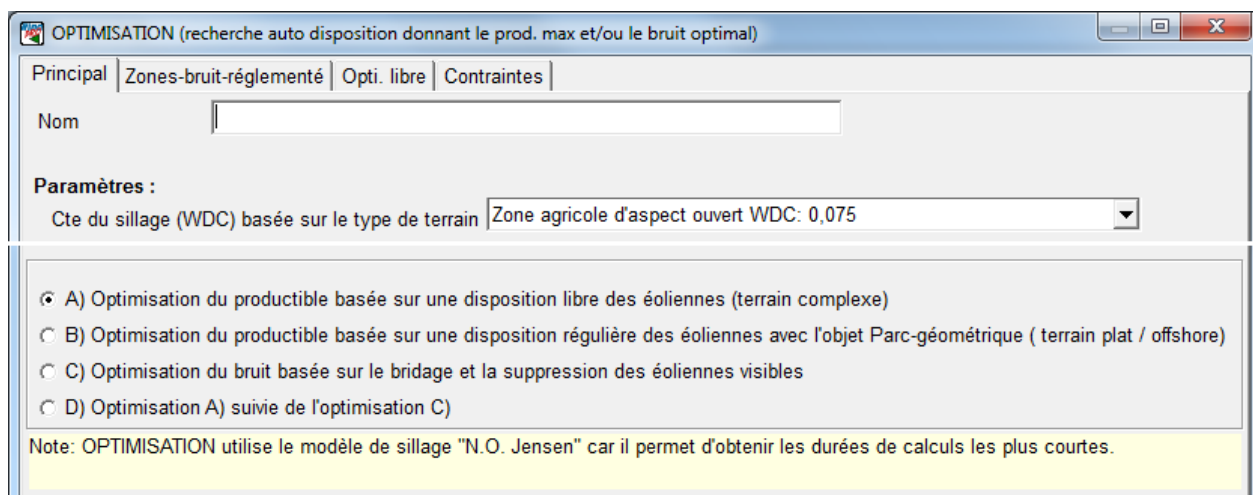 OPTIMISATION (recherche auto disposition donnant le prod. max et/ou le bruit optimal)
Principal Zones-bruit-réglementé Opti. libre Contraintes
Nom
Paramètres :
Cte du sillage (WDC) basée sur le type de terrain Zone agricole d'aspect ouvert WDC: 0,075
A) Optimisation du productible basée sur une disposition libre des éoliennes (terrain complexe)
B) Optimisation du productible basée sur une disposition régulière des éoliennes avec l'objet Parc-géométrique ( terrain plat / offshore)
C) Optimisation du bruit basée sur le bridage et la suppression des éoliennes visibles
D) Optimisation A) suivie de l'optimisation C)
Note: OPTIMISATION utilise le modèle de sillage "N.O. Jensen" car il permet d'obtenir les durées de calculs les plus courtes.